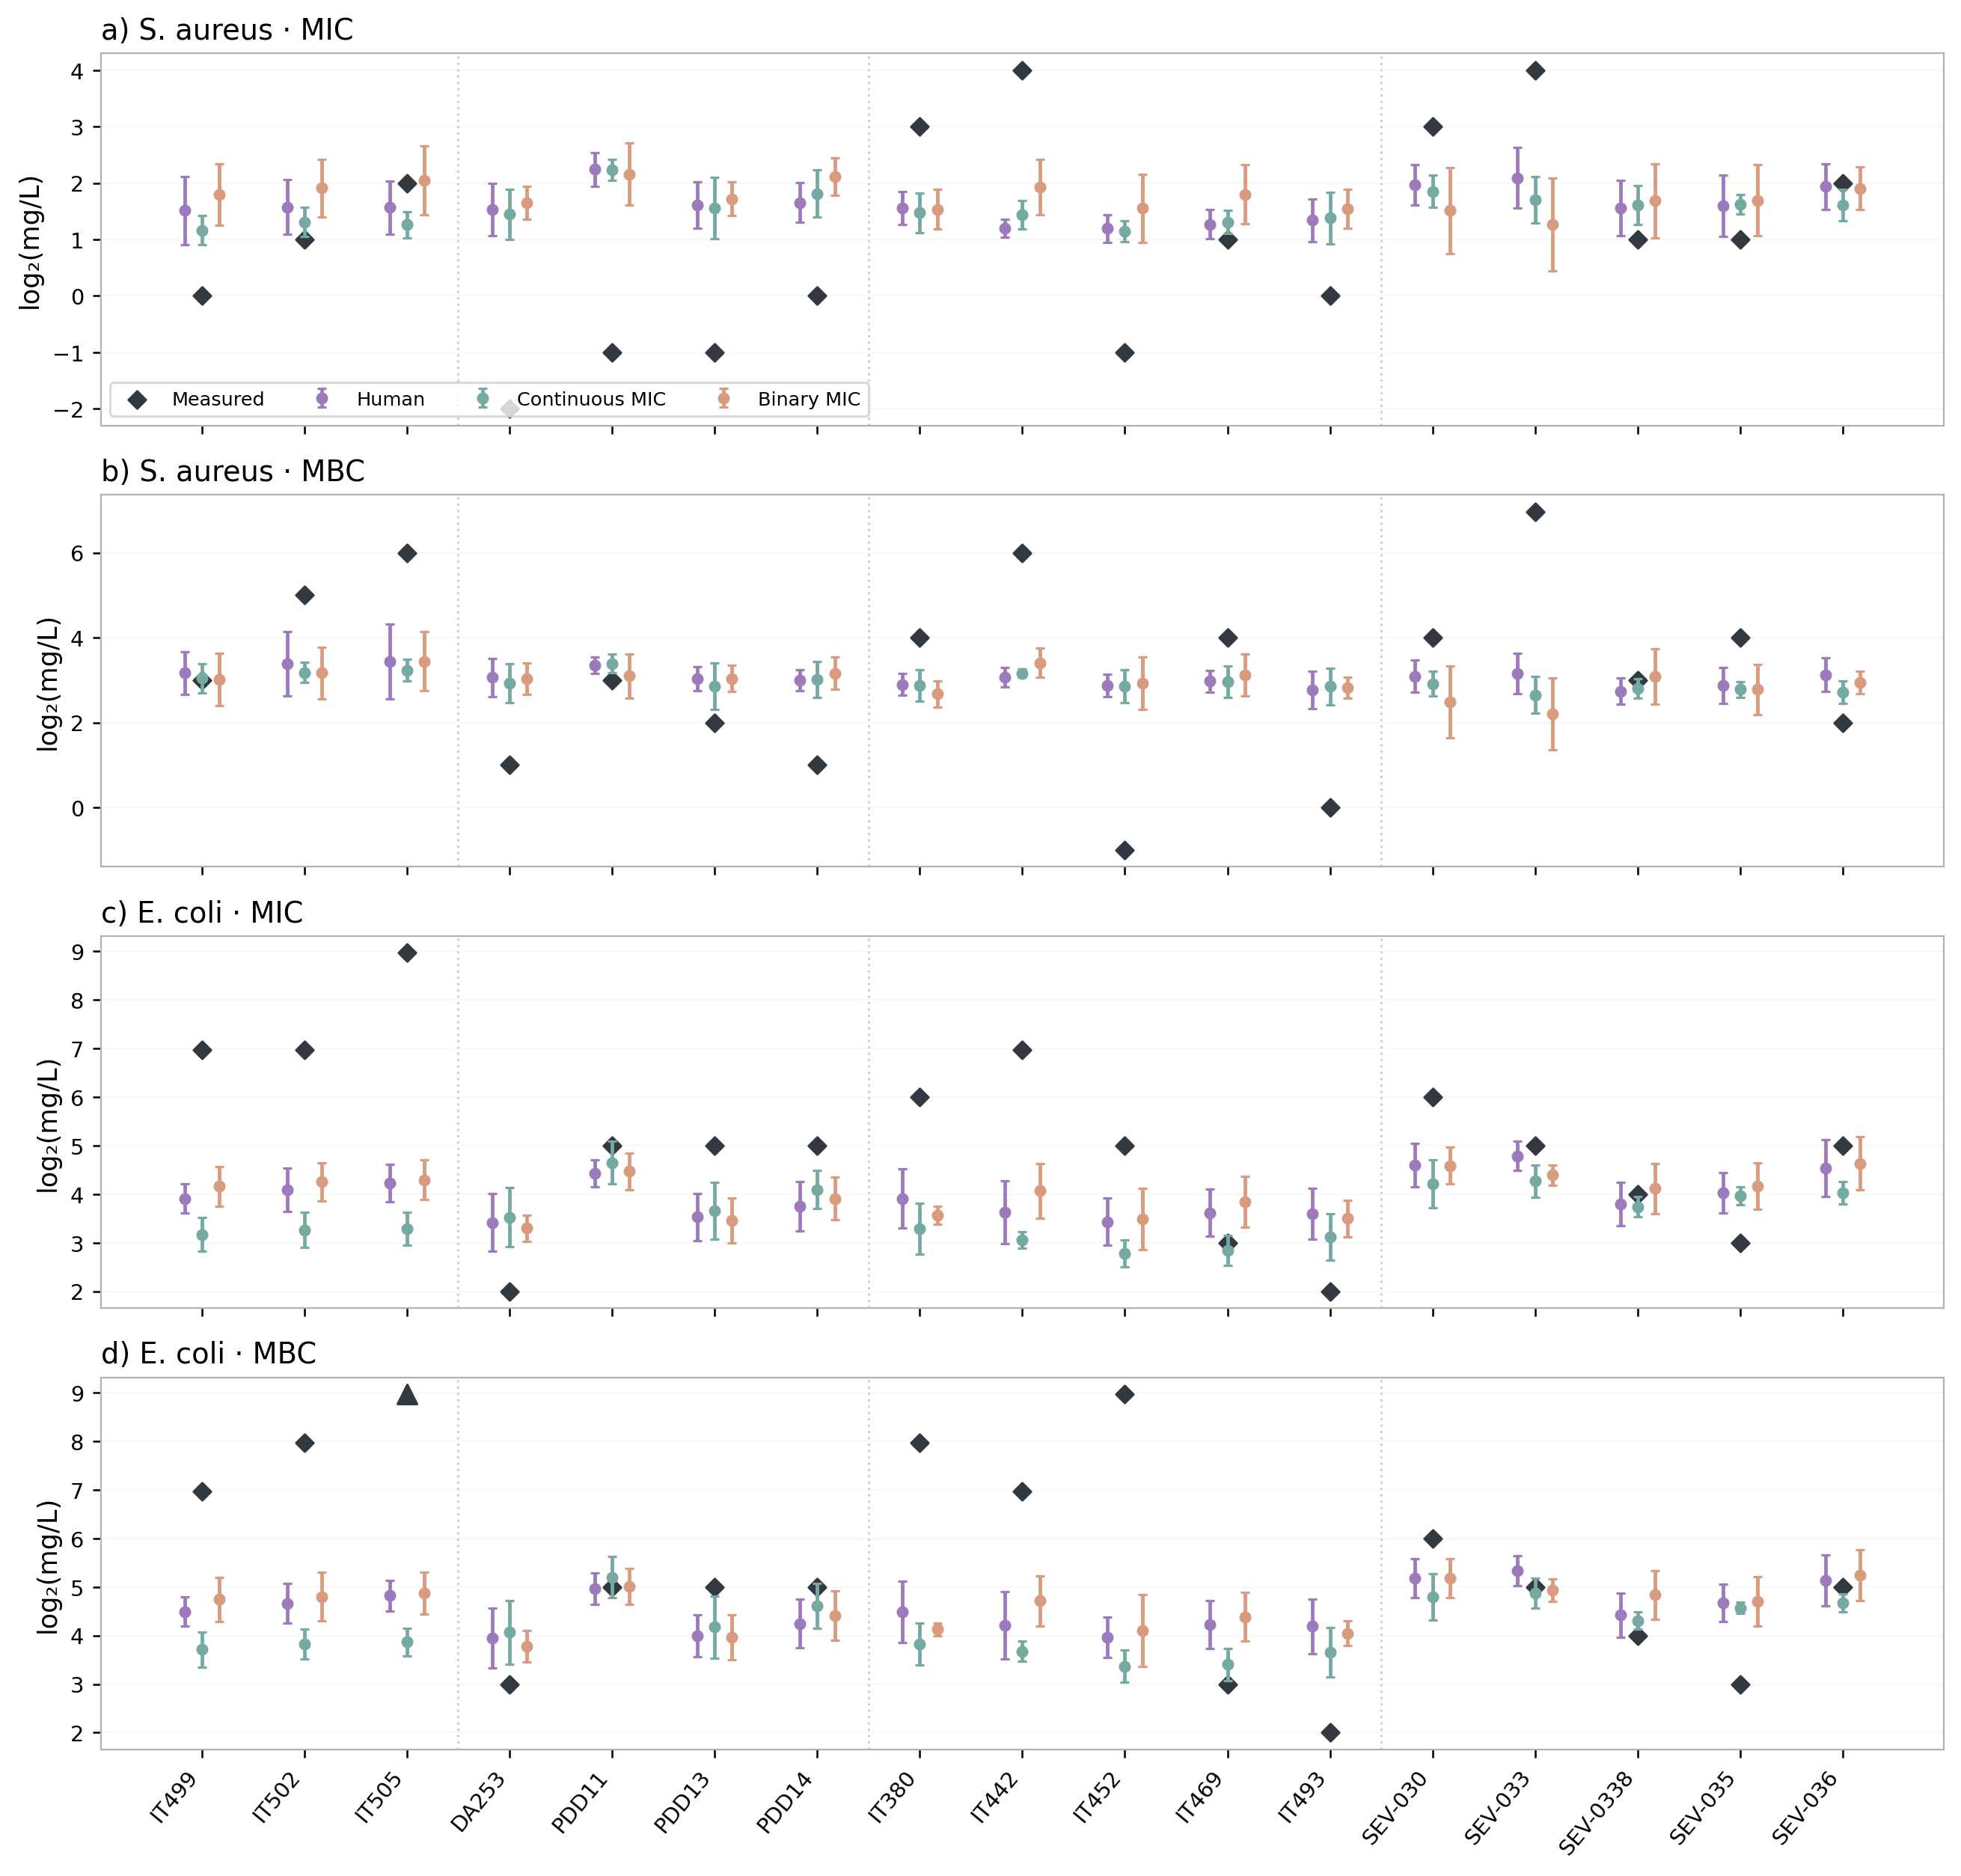 a) S. aureus · MIC
log₂(mg/L)
4
3
2
1
0
−1
−2
Measured Human Continuous MIC Binary MIC
b) S. aureus · MBC
log₂(mg/L)
6
4
2
0
c) E. coli · MIC
log₂(mg/L)
9
8
7
6
5
4
3
2
d) E. coli · MBC
log₂(mg/L)
9
8
7
6
5
4
3
2
IT499 IT502 IT505 DA253 PDD11 PDD13 PDD14 IT380 IT442 IT452 IT469 IT493 SEV-030 SEV-033 SEV-0338 SEV-035 SEV-036